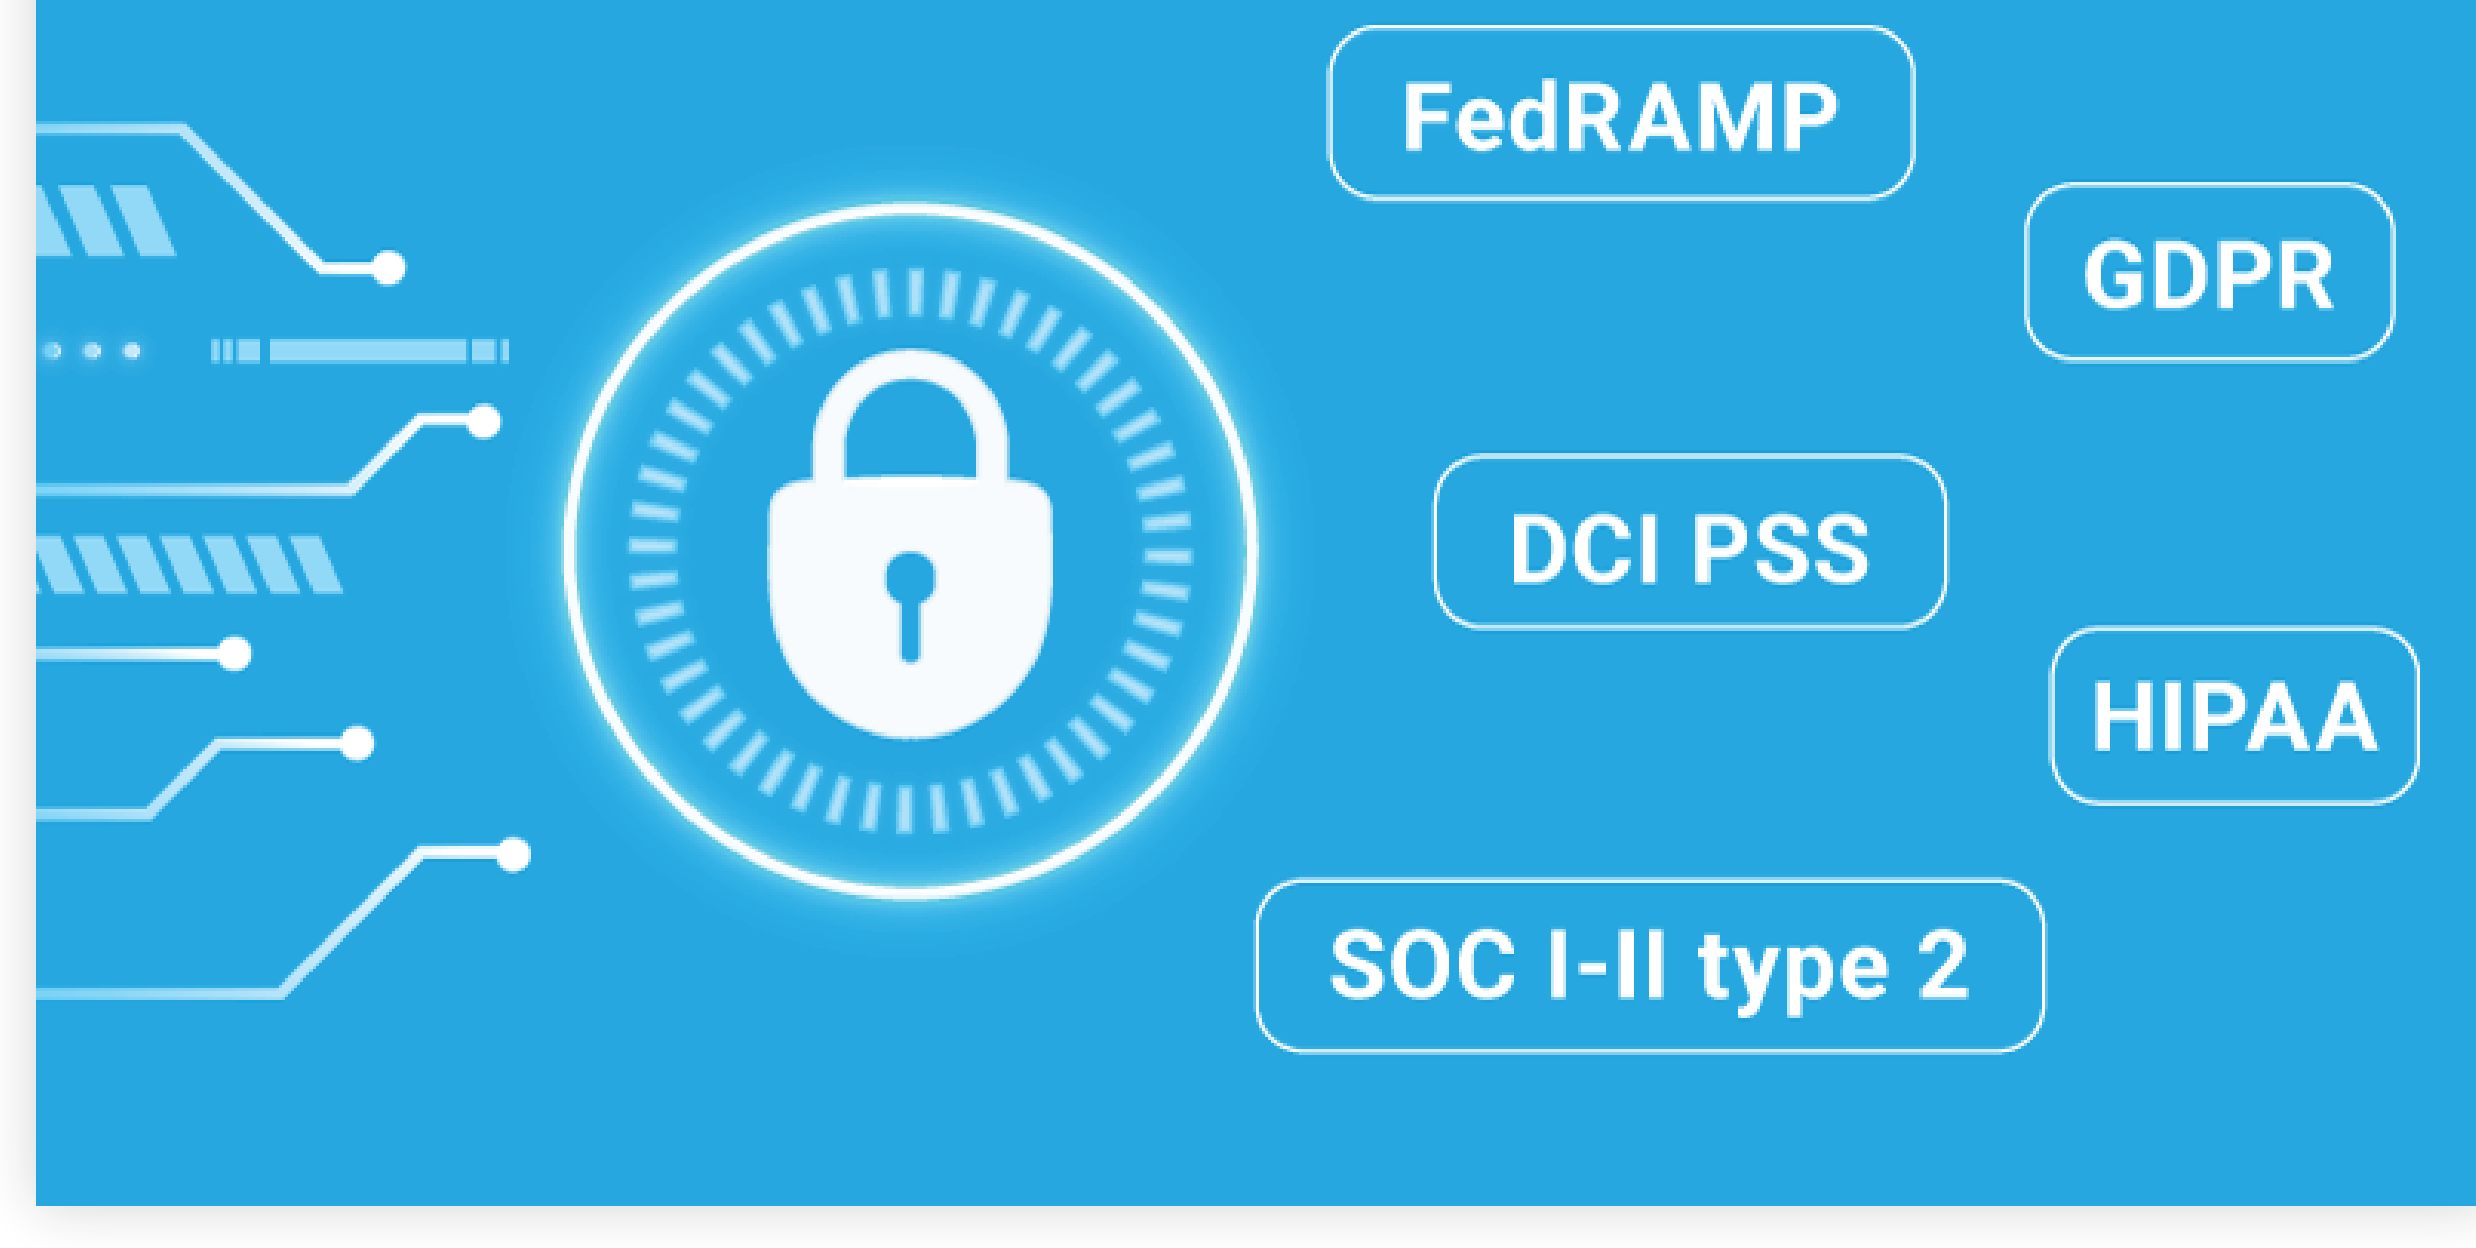 FedRAMP
GDPR
DCI PSS
HIPAA
SOC I-II type 2